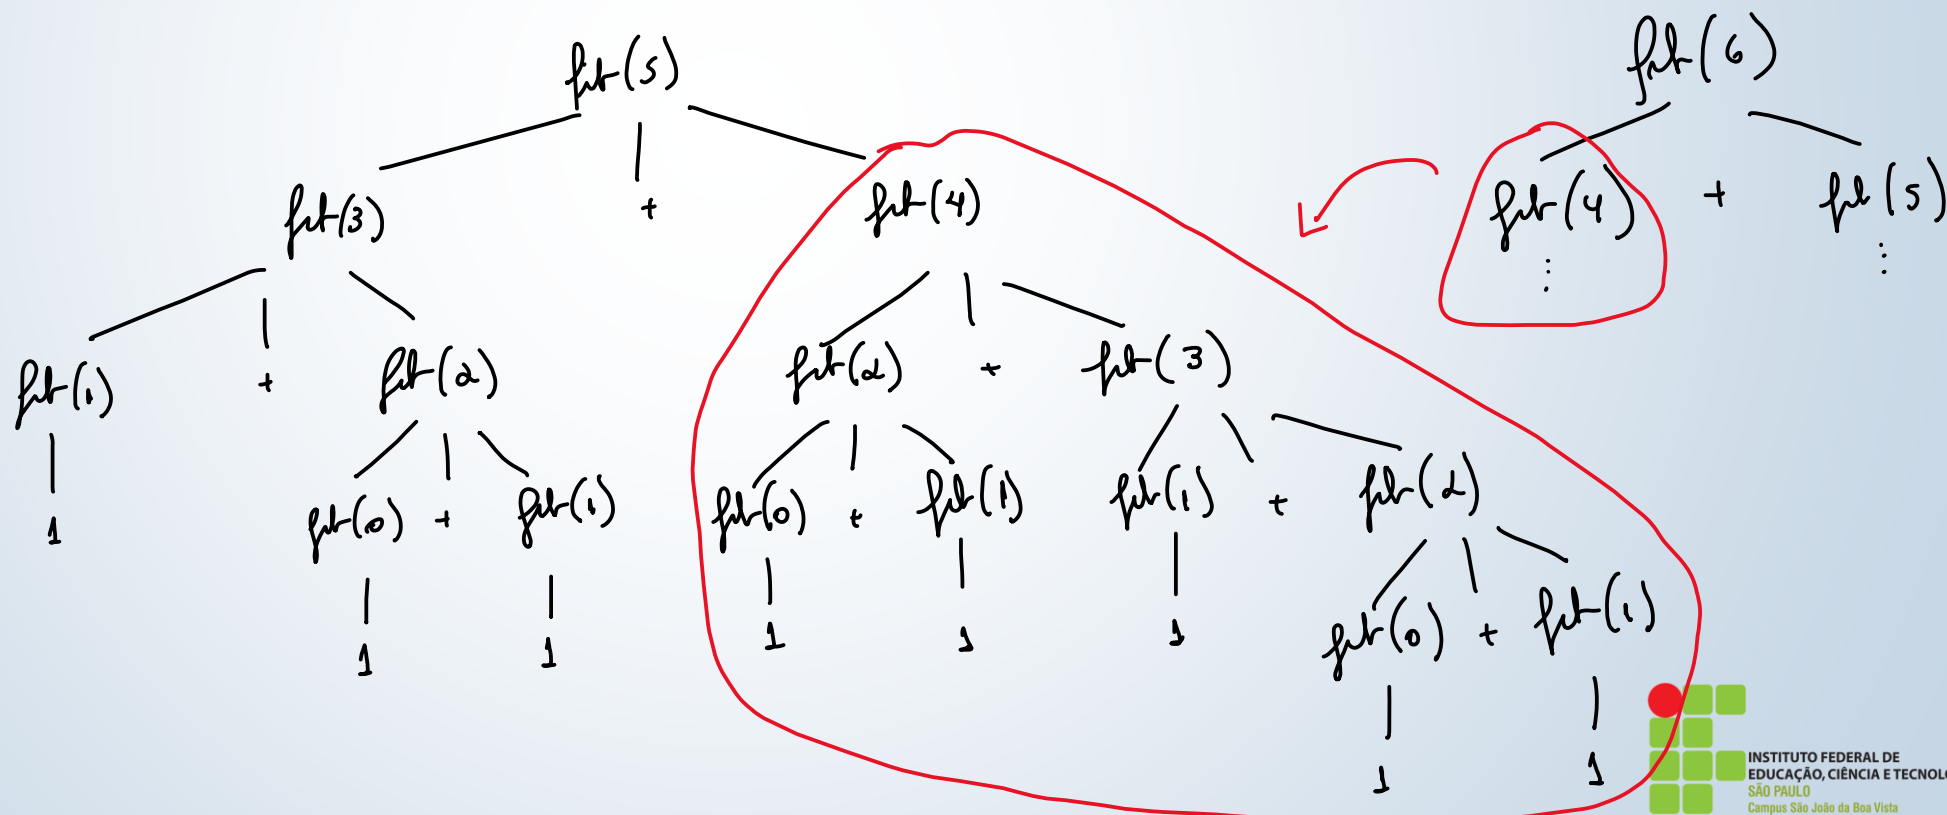 fib(5) fib(6)
fib(3) + fib(4) fib(4) + fib(5)
fib(1) + fib(2) fib(2) + fib(3)
1 fib(0) + fib(1) fib(0) + fib(1) fib(1) + fib(2)
1 1 1 1 1 fib(0) + fib(1)
1 1
INSTITUTO FEDERAL DE
EDUCAÇÃO, CIÊNCIA E TECNOLO
SÃO PAULO
Campus São João da Boa Vista